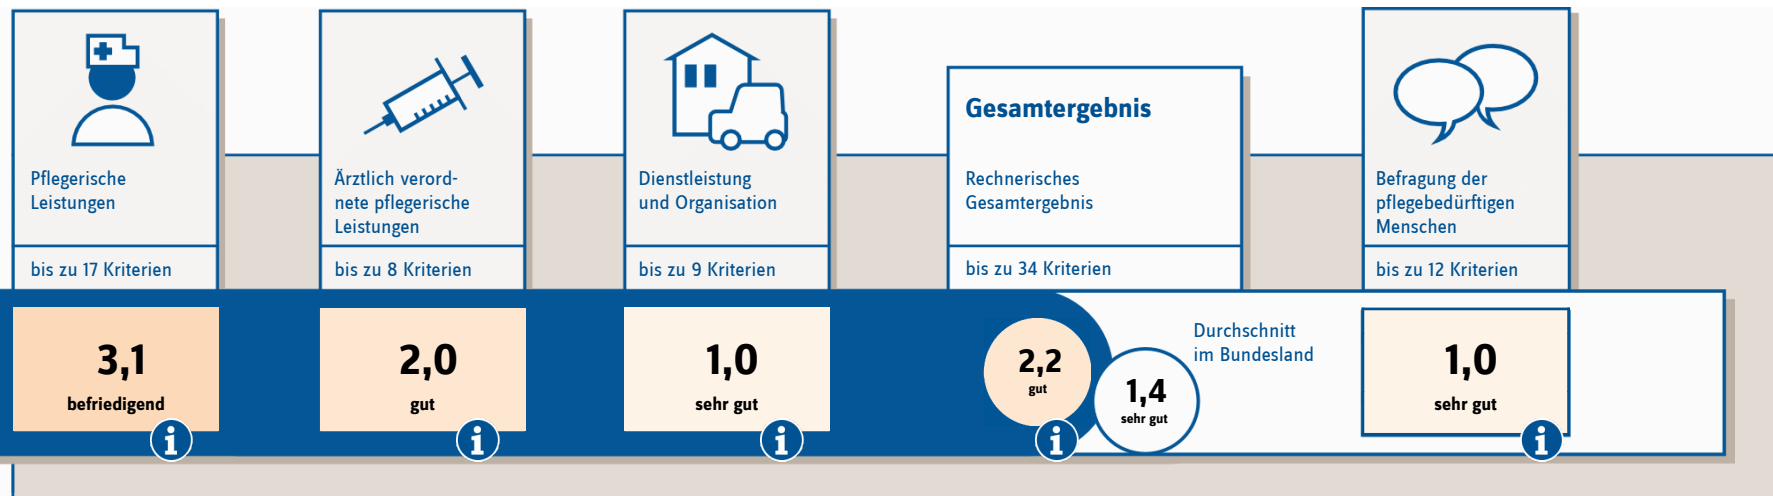 Pflegerische
Leistungen
bis zu 17 Kriterien
3,1
befriedigend
i
Ärztlich verord-
nete pflegerische
Leistungen
bis zu 8 Kriterien
2,0
gut
i
Dienstleistung
und Organisation
bis zu 9 Kriterien
1,0
sehr gut
i
Gesamtergebnis
Rechnerisches
Gesamtergebnis
bis zu 34 Kriterien
2,2
gut
i
1,4
sehr gut
Durchschnitt
im Bundesland
Befragung der
pflegebedürftigen
Menschen
bis zu 12 Kriterien
1,0
sehr gut
i